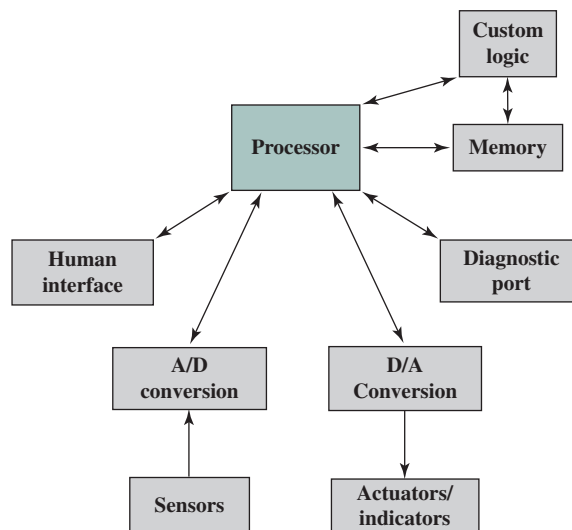 Custom
logic
Processor
Memory
Human
interface
Diagnostic
port
A/D
conversion
D/A
Conversion
Sensors
Actuators/
indicators